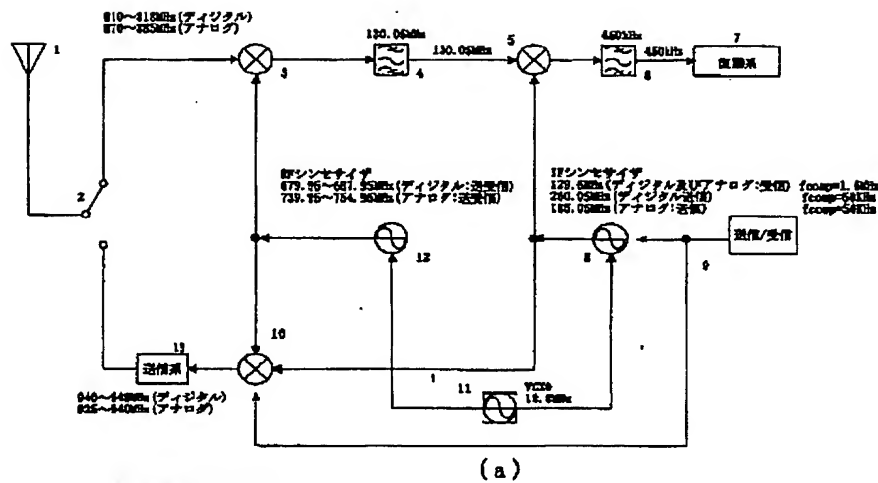 810～818MHz(ディジタル)
870～885MHz(アナログ)
1
130.05MHz
5
450kHz
7
3
4
130.05MHz
6
450kHz
復調系
2
RFシンセサイザ
679.95～687.95MHz(ディジタル:送受信)
739.95～754.95MHz(アナログ:送受信)
IFシンセサイザ
129.6MHz(ディジタル及びアナログ:受信)
260.05MHz(ディジタル送信)
185.05MHz(アナログ:送信)
12
8
9
送信/受信
10
13
送信系
11
940～948MHz(ディジタル)
925～940MHz(アナログ)
(a)